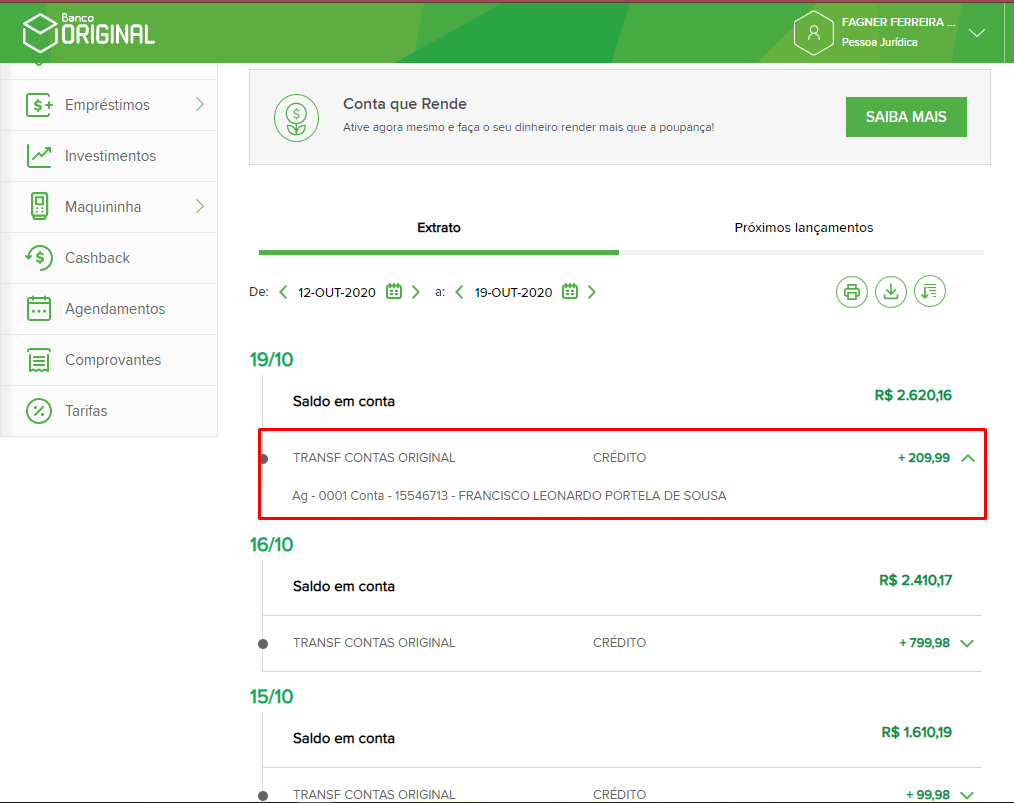 Banco
ORIGINAL
FAGNER FERREIRA ...
Pessoa Jurídica
Empréstimos
Investimentos
Maquininha
Cashback
Agendamentos
Comprovantes
Tarifas
Conta que Rende
Ative agora mesmo e faça o seu dinheiro render mais que a poupança!
SAIBA MAIS
Extrato
Próximos lançamentos
De: 12-OUT-2020 a: 19-OUT-2020
19/10
Saldo em conta R$ 2.620,16
TRANSF CONTAS ORIGINAL CRÉDITO + 209,99
Ag - 0001 Conta - 15546713 - FRANCISCO LEONARDO PORTELA DE SOUSA
16/10
Saldo em conta R$ 2.410,17
TRANSF CONTAS ORIGINAL CRÉDITO + 799,98
15/10
Saldo em conta R$ 1.610,19
TRANSF CONTAS ORIGINAL CRÉDITO + 99,98